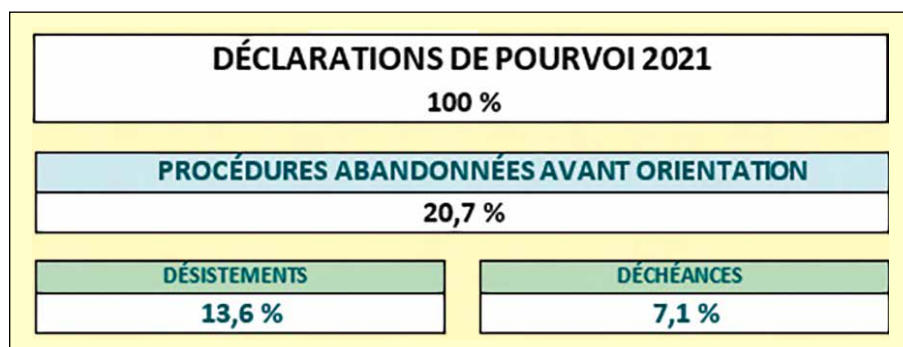 DÉCLARATIONS DE POURVOI 2021
100 %
PROCÉDURES ABANDONNÉES AVANT ORIENTATION
20,7 %
DÉSISTEMENTS
13,6 %
DÉCHÉANCES
7,1 %